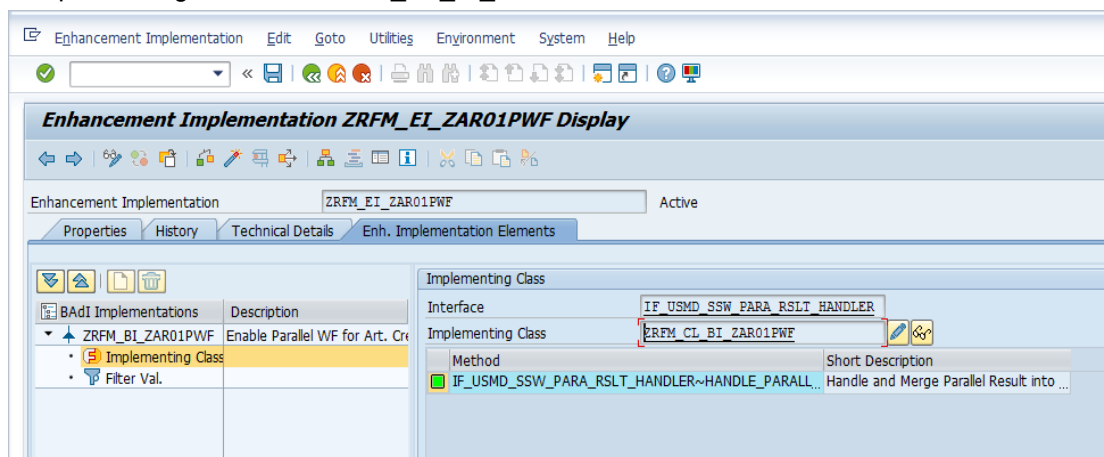 Enhancement Implementation Edit Goto Utilities Environment System Help
Enhancement Implementation ZRFM_EI_ZAR01PWF Display
Enhancement Implementation ZRFM_EI_ZAR01PWF Active
Properties History Technical Details Enh. Implementation Elements
Implementing Class
BAdI Implementations Description
Interface IF_USMD_SSW_PARA_RSLT_HANDLER
ZRFM_BI_ZAR01PWF Enable Parallel WF for Art. Cre
Implementing Class ZRFM_CL_BI_ZAR01PWF
Implementing Class
Method Short Description
Filter Val.
IF_USMD_SSW_PARA_RSLT_HANDLER~HANDLE_PARALL... Handle and Merge Parallel Result into ...